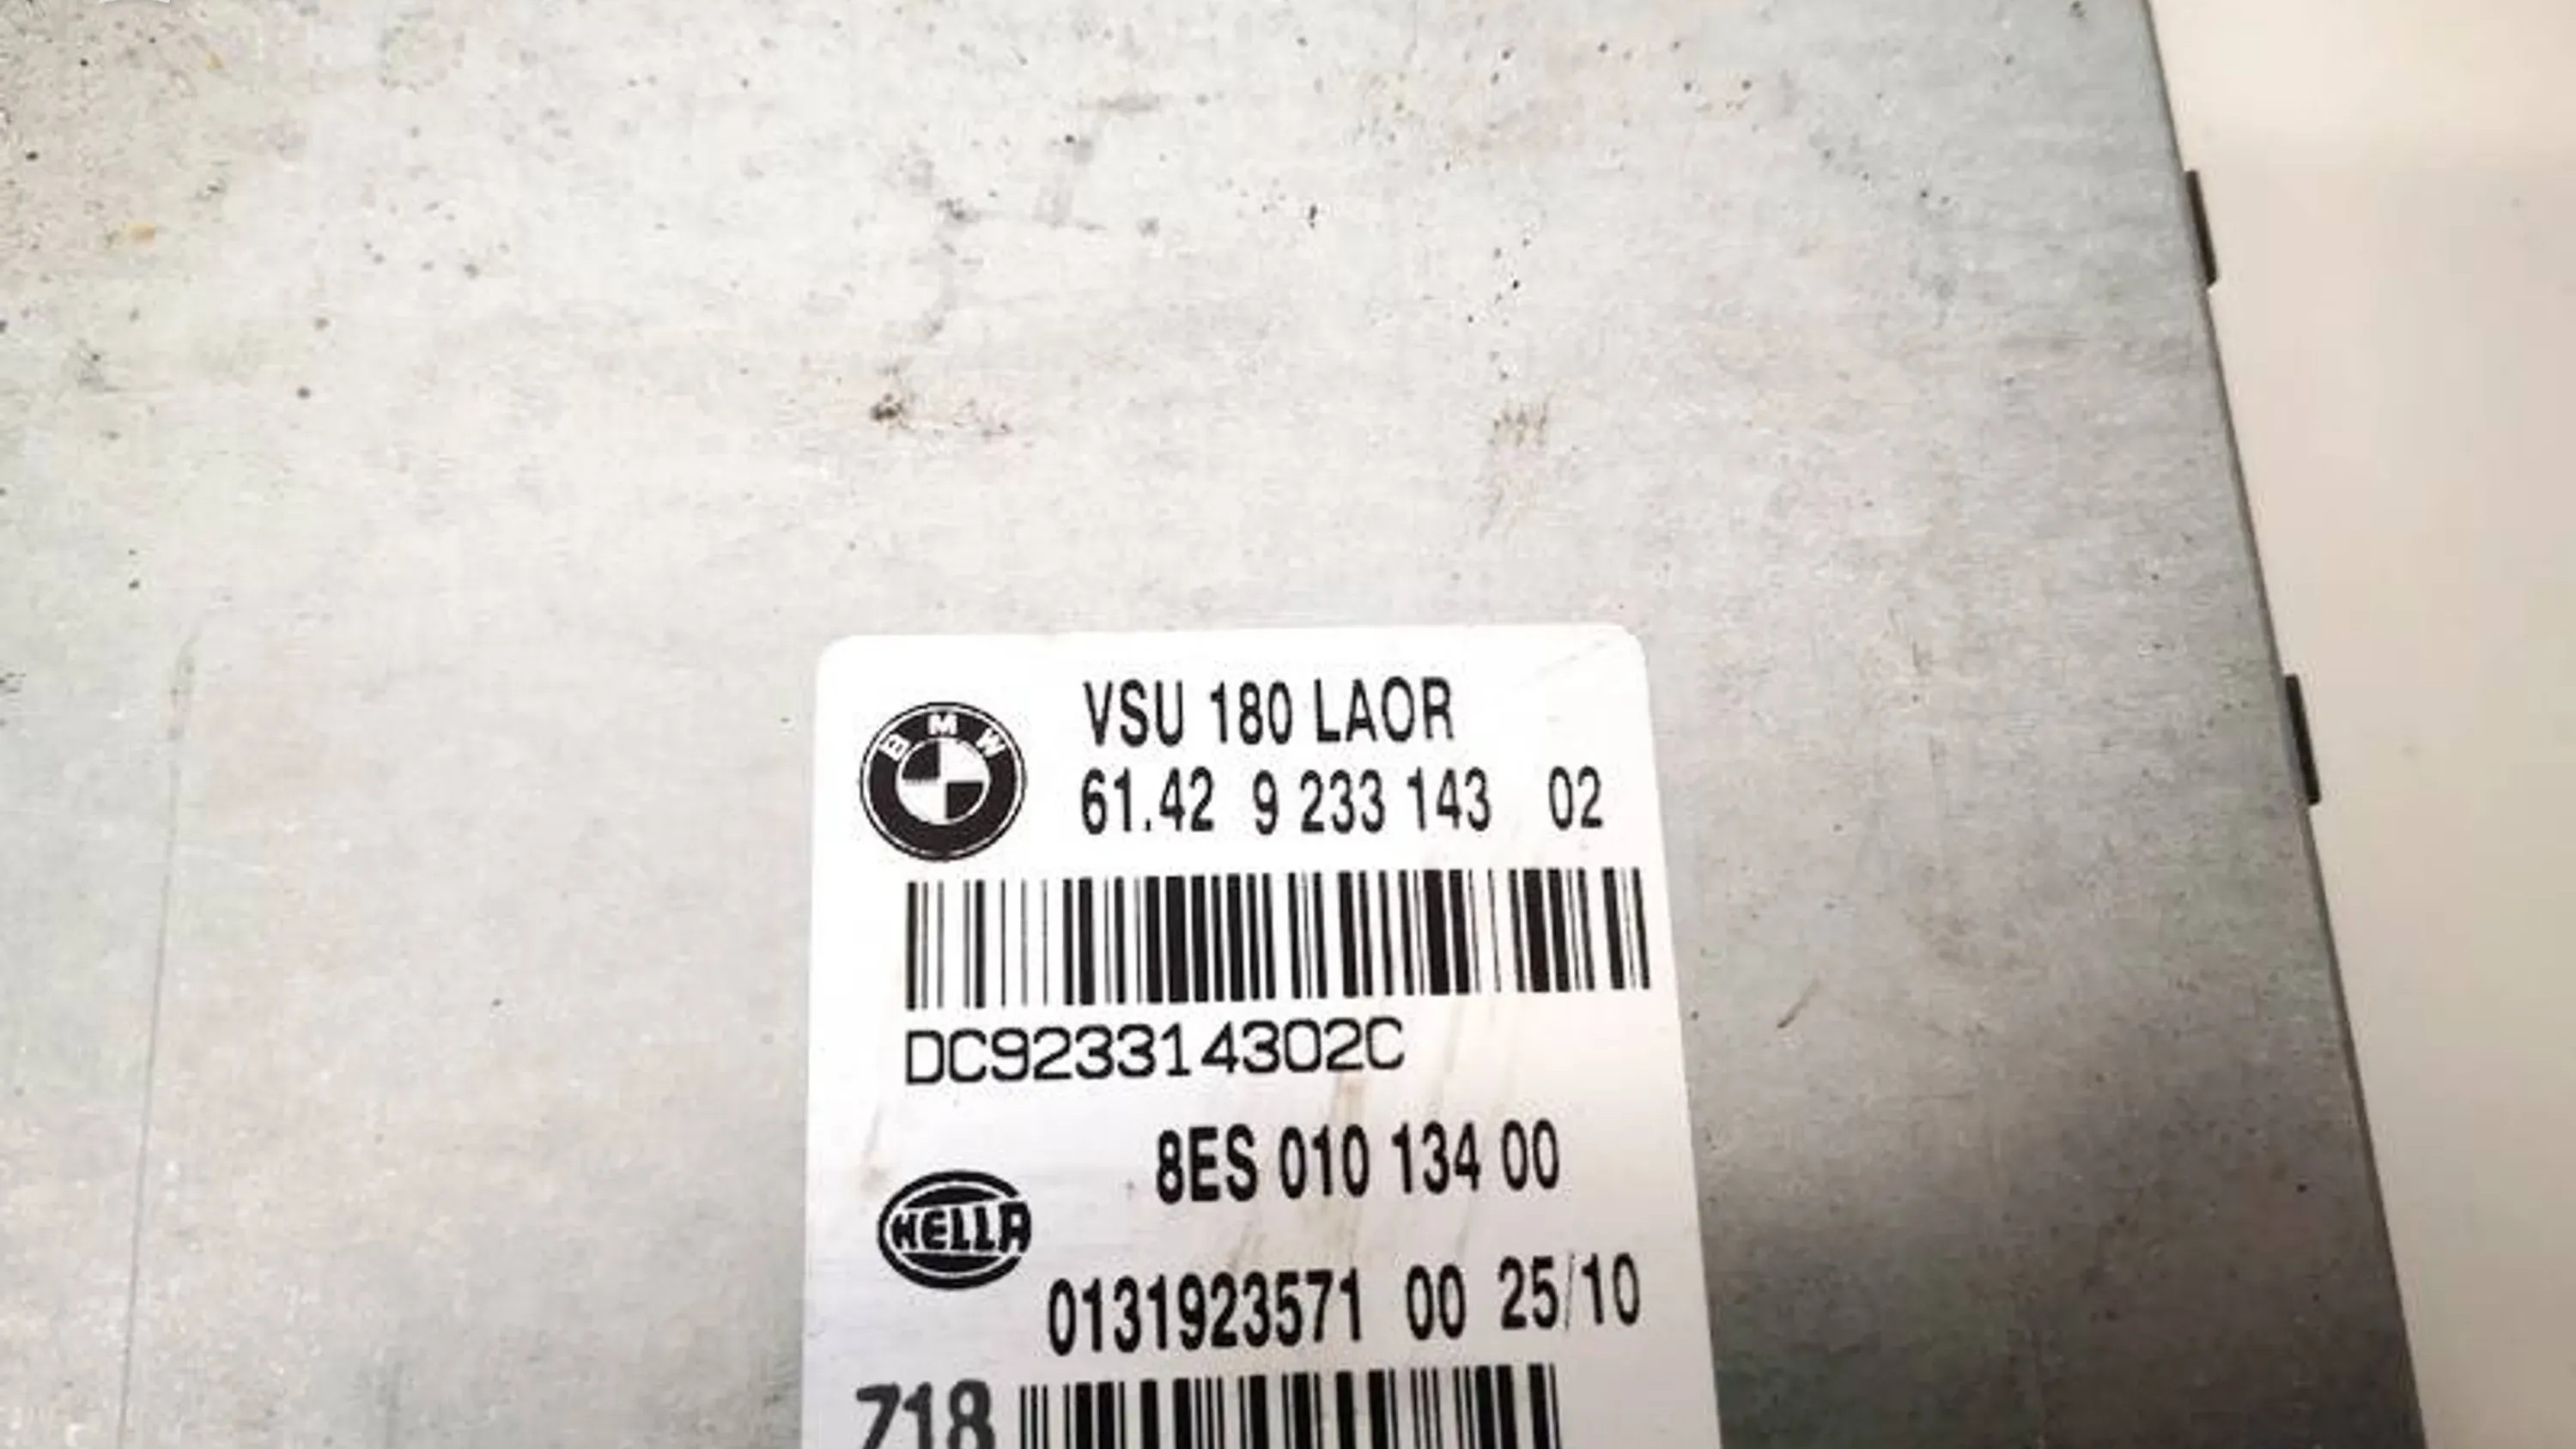 BMW
VSU 180 LAOR
61.42 9 233 143 02
DC923314302C
8ES 010 134 00
HELLA
0131923571 00 25/10
718